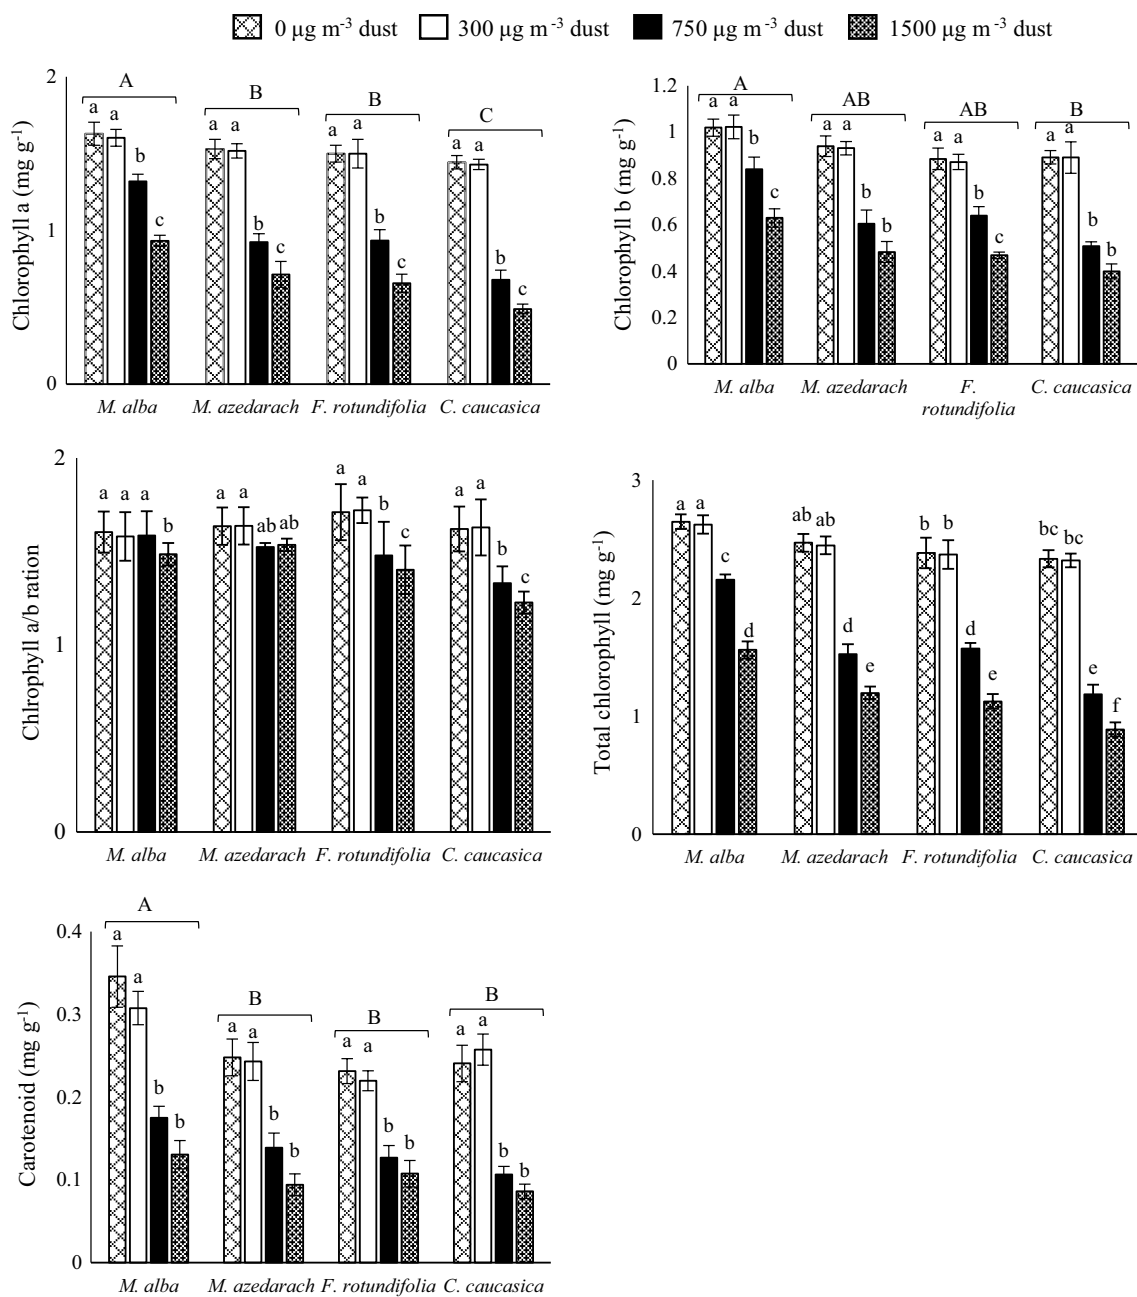 0 µg m-3 dust 300 µg m-3 dust 750 µg m-3 dust 1500 µg m-3 dust
Chlorophyll a (mg g-1)
2
1
0
A B B C
a a b c a a b c a a b c a a b c
M. alba M. azedarach F. rotundifolia C. caucasica
Chlorophyll b (mg g-1)
1.2
1
0.8
0.6
0.4
0.2
0
A AB AB B
a a b c a a b b a a b c a a b b
M. alba M. azedarach F. rotundifolia C. caucasica
Chlrophyll a/b ration
2
1
0
a a a b a a ab ab a a b c a a b c
M. alba M. azedarach F. rotundifolia C. caucasica
Total chlorophyll (mg g-1)
3
2
1
0
a a c d ab ab d e b b d e bc bc e f
M. alba M. azedarach F. rotundifolia C. caucasica
Carotenoid (mg g-1)
0.4
0.3
0.2
0.1
0
A B B B
a a b b a a b b a a b b a a b b
M. alba M. azedarach F. rotundifolia C. caucasica